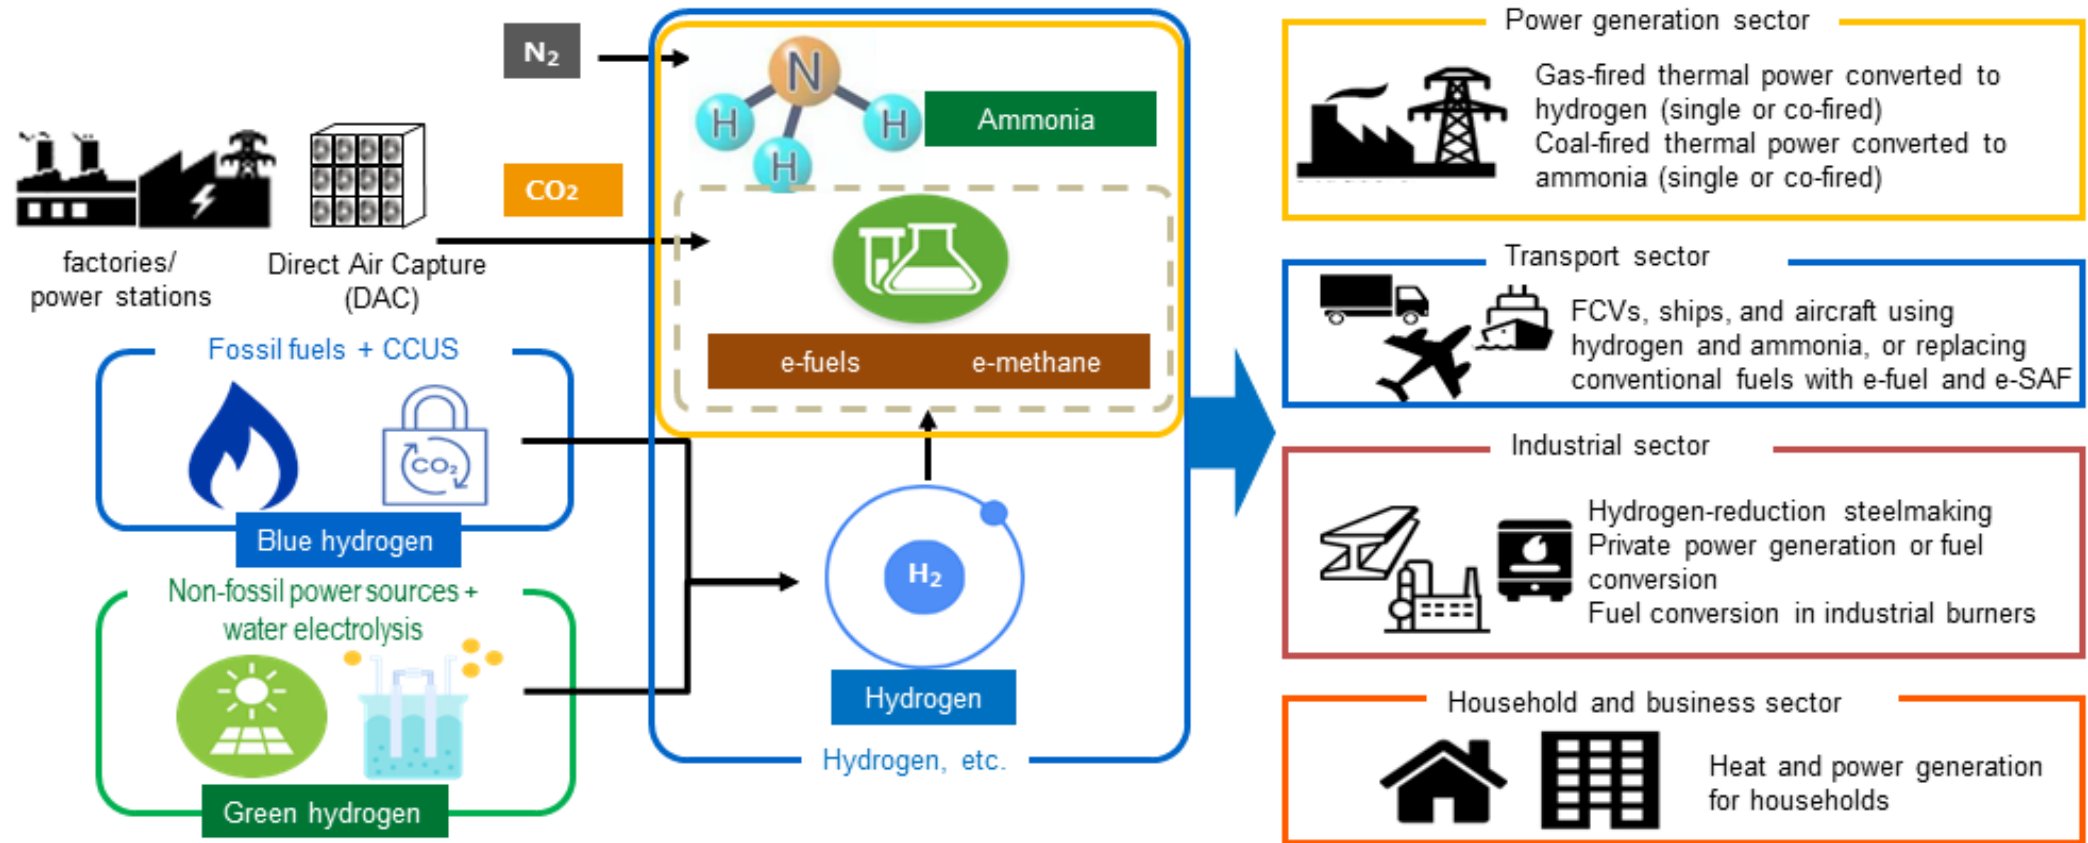 N₂
N
H
H
H
Ammonia
CO₂
factories/
power stations
Direct Air Capture
(DAC)
e-fuels
e-methane
Fossil fuels + CCUS
CO₂
Blue hydrogen
Non-fossil power sources +
water electrolysis
Green hydrogen
H₂
Hydrogen
Hydrogen, etc.
Power generation sector
Gas-fired thermal power converted to
hydrogen (single or co-fired)
Coal-fired thermal power converted to
ammonia (single or co-fired)
Transport sector
FCVs, ships, and aircraft using
hydrogen and ammonia, or replacing
conventional fuels with e-fuel and e-SAF
Industrial sector
Hydrogen-reduction steelmaking
Private power generation or fuel
conversion
Fuel conversion in industrial burners
Household and business sector
Heat and power generation
for households